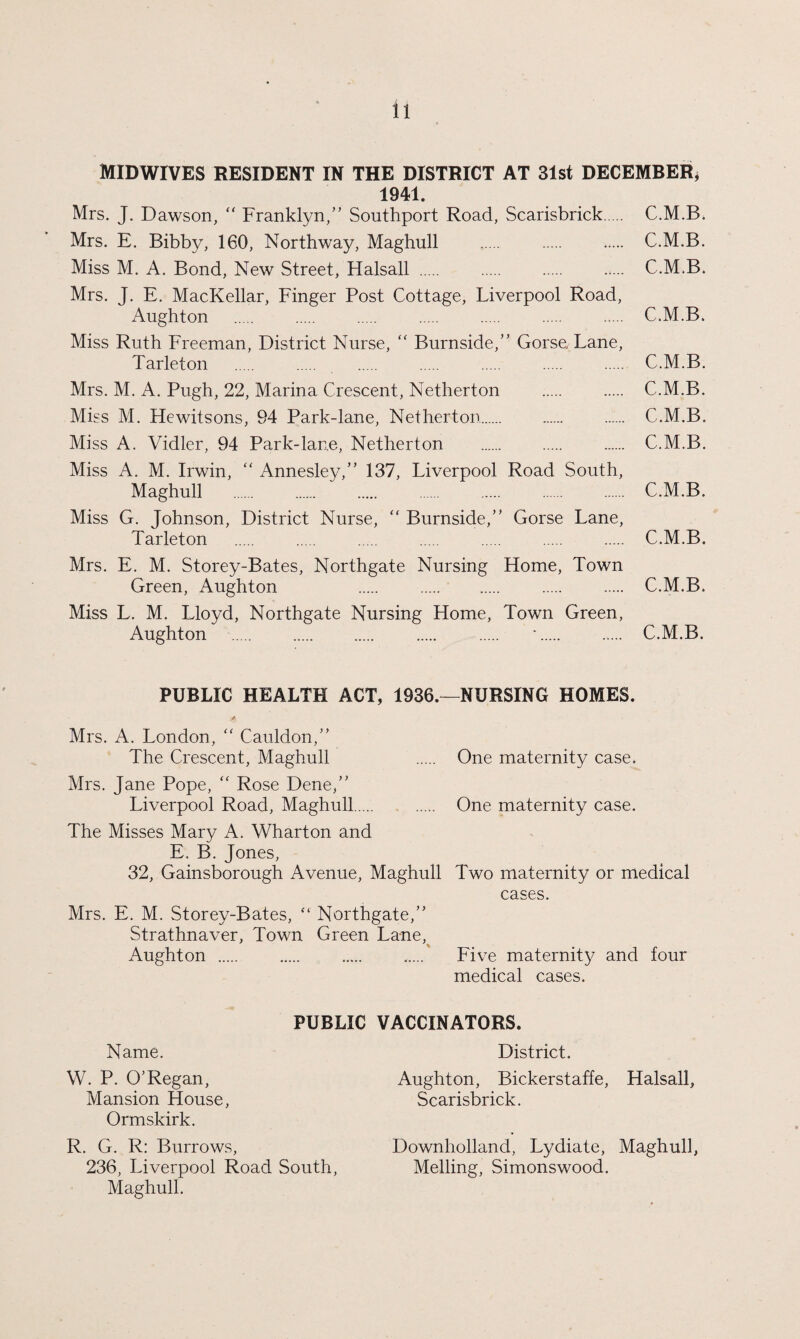 11
MIDWIVES RESIDENT IN THE DISTRICT AT 31st DECEMBER,
1941.
Mrs. J. Dawson, “ Franklyn,” Southport Road, Scarisbrick..... C.M.B.
Mrs. E. Bibby, 160, Northway, Maghull ..... ..... ..... C.M.B.
Miss M. A. Bond, New Street, Halsall ..... ..... ..... ..... C.M.B.
Mrs. J. E. MacKellar, Finger Post Cottage, Liverpool Road,
Aughton ..... ..... ..... ..... ..... ..... ..... C.M.B.
Miss Ruth Freeman, District Nurse, “ Burnside,” Gorse Lane,
Tarleton ..... ..... ..... ..... ..... ..... ..... C.M.B.
Mrs. M. A. Pugh, 22, Marina Crescent, Netherton ..... ..... C.M.B.
Miss M. Hewitsons, 94 Park-lane, Netherton...... ...... ...... C.M.B.
Miss A. Vidler, 94 Park-lane, Netherton ...... ..... ...... C.M.B.
Miss A. M. Irwin, “ Annesley,” 137, Liverpool Road South,
Maghull ...... ...... ..... ...... ..... ...... ...... C.M.B.
Miss G. Johnson, District Nurse, “ Burnside,” Gorse Lane,
Tarleton ..... ..... ..... ..... ..... ..... ..... C.M.B.
Mrs. E. M. Storey-Bates, Northgate Nursing Home, Town
Green, Aughton ..... ..... ..... ..... ..... C.M.B.
Miss L. M. Lloyd, Northgate Nursing Home, Town Green,
Aughton ..... ..... ..... ..... ..... ..... ..... C.M.B.
PUBLIC HEALTH ACT, 1936.—NURSING HOMES.
Mrs. A. London, “ Cauldon,”
The Crescent, Maghull ..... One maternity case.
Mrs. Jane Pope, “ Rose Dene,”
Liverpool Road, Maghull..... ..... One maternity case.
The Misses Mary A. Wharton and
E. B. Jones,
32, Gainsborough Avenue, Maghull Two maternity or medical
cases.
Mrs. E. M. Storey-Bates, “ Northgate,”
Strathnaver, Town Green Lane,
Aughton ..... ..... ..... ..... Five maternity and four
medical cases.
PUBLIC VACCINATORS.
Name. District.
W. P. O'Regan, Aughton, Bickerstaffe, Halsall,
Mansion House, Scarisbrick.
Ormskirk.
R. G. R: Burrows, Downholland, Lydiate, Maghull,
236, Liverpool Road South, Melling, Simonswood.
Maghull.